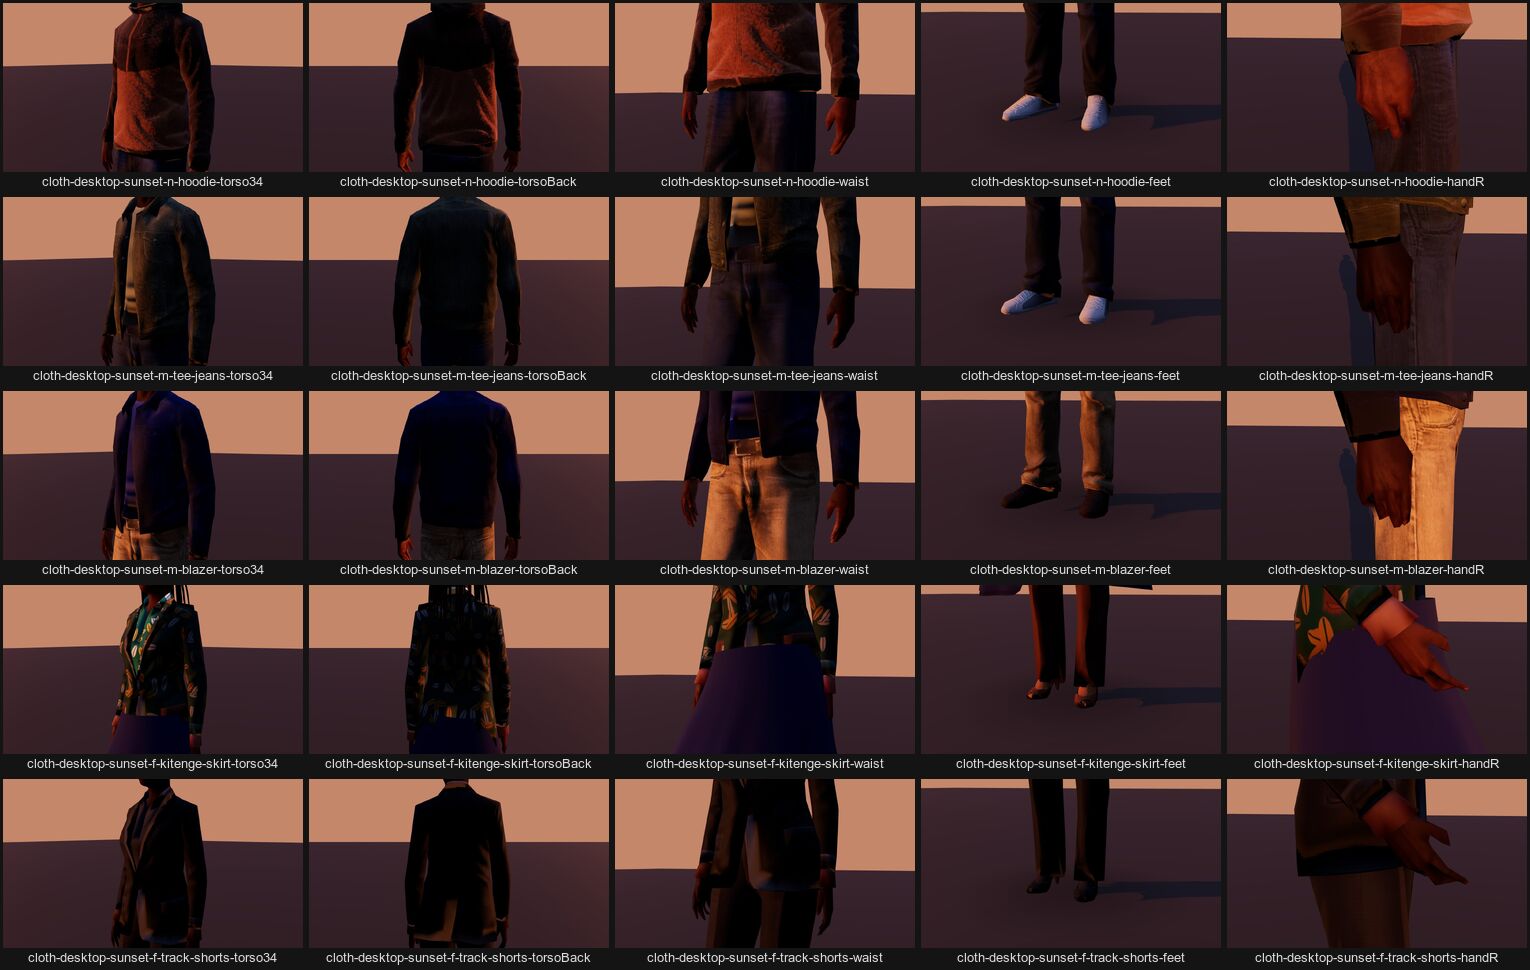 cloth-desktop-sunset-n-hoodie-torso34
cloth-desktop-sunset-n-hoodie-torsoBack
cloth-desktop-sunset-n-hoodie-waist
cloth-desktop-sunset-n-hoodie-feet
cloth-desktop-sunset-n-hoodie-handR
cloth-desktop-sunset-m-tee-jeans-torso34
cloth-desktop-sunset-m-tee-jeans-torsoBack
cloth-desktop-sunset-m-tee-jeans-waist
cloth-desktop-sunset-m-tee-jeans-feet
cloth-desktop-sunset-m-tee-jeans-handR
cloth-desktop-sunset-m-blazer-torso34
cloth-desktop-sunset-m-blazer-torsoBack
cloth-desktop-sunset-m-blazer-waist
cloth-desktop-sunset-m-blazer-feet
cloth-desktop-sunset-m-blazer-handR
cloth-desktop-sunset-f-kitenge-skirt-torso34
cloth-desktop-sunset-f-kitenge-skirt-torsoBack
cloth-desktop-sunset-f-kitenge-skirt-waist
cloth-desktop-sunset-f-kitenge-skirt-feet
cloth-desktop-sunset-f-kitenge-skirt-handR
cloth-desktop-sunset-f-track-shorts-torso34
cloth-desktop-sunset-f-track-shorts-torsoBack
cloth-desktop-sunset-f-track-shorts-waist
cloth-desktop-sunset-f-track-shorts-feet
cloth-desktop-sunset-f-track-shorts-handR